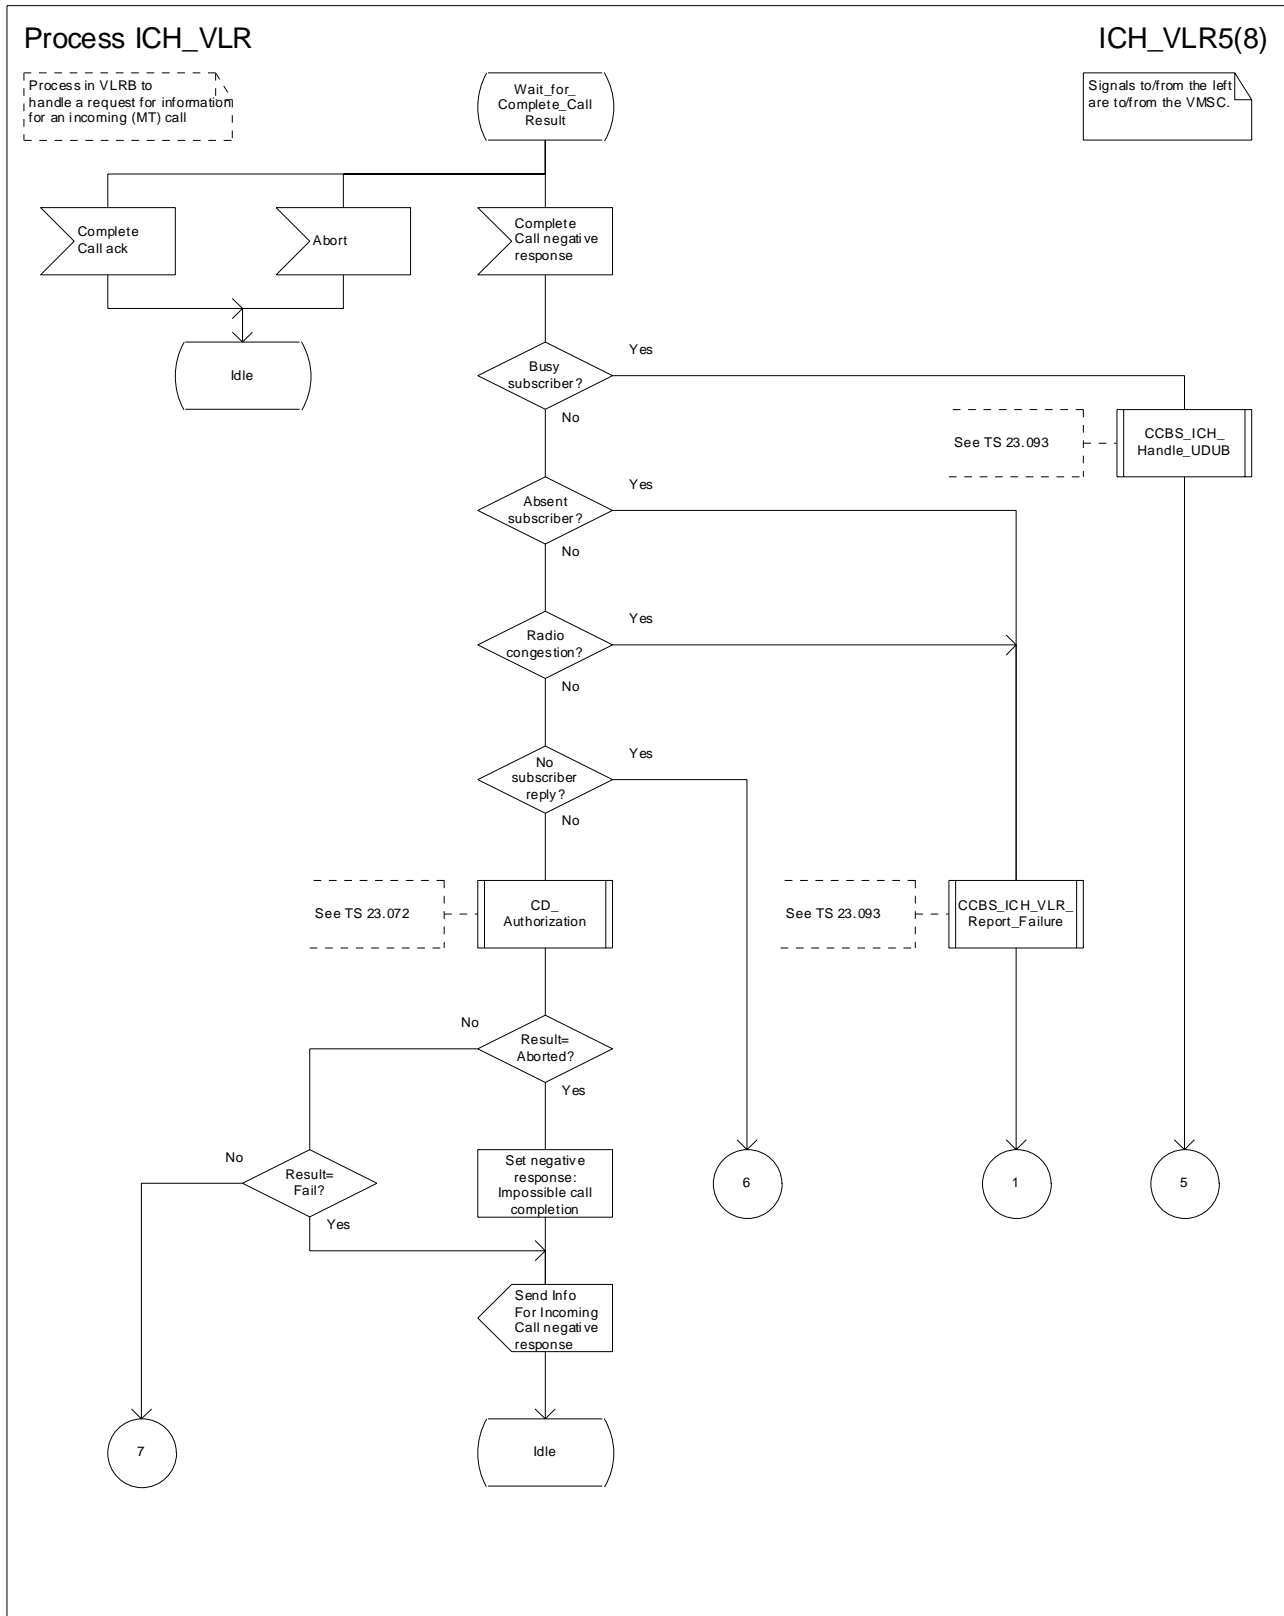 Process ICH_VLR
ICH_VLR5(8)
Process in VLRB to
handle a request for information
for an incoming (MT) call
Wait_for_
Complete_Call
Result
Signals to/from the left
are to/from the VMSC.
Complete
Call ack
Abort
Complete
Call negative
response
Idle
Busy
subscriber?
Yes
No
See TS 23.093
CCBS_ICH_
Handle_UDUB
Absent
subscriber?
Yes
No
Radio
congestion?
Yes
No
No
subscriber
reply?
Yes
No
See TS 23.072
CD_
Authorization
See TS 23.093
CCBS_ICH_VLR_
Report_Failure
Result=
Aborted?
No
Yes
Result=
Fail?
No
Yes
Set negative
response:
Impossible call
completion
6
1
5
Send Info
For Incoming
Call negative
response
7
Idle